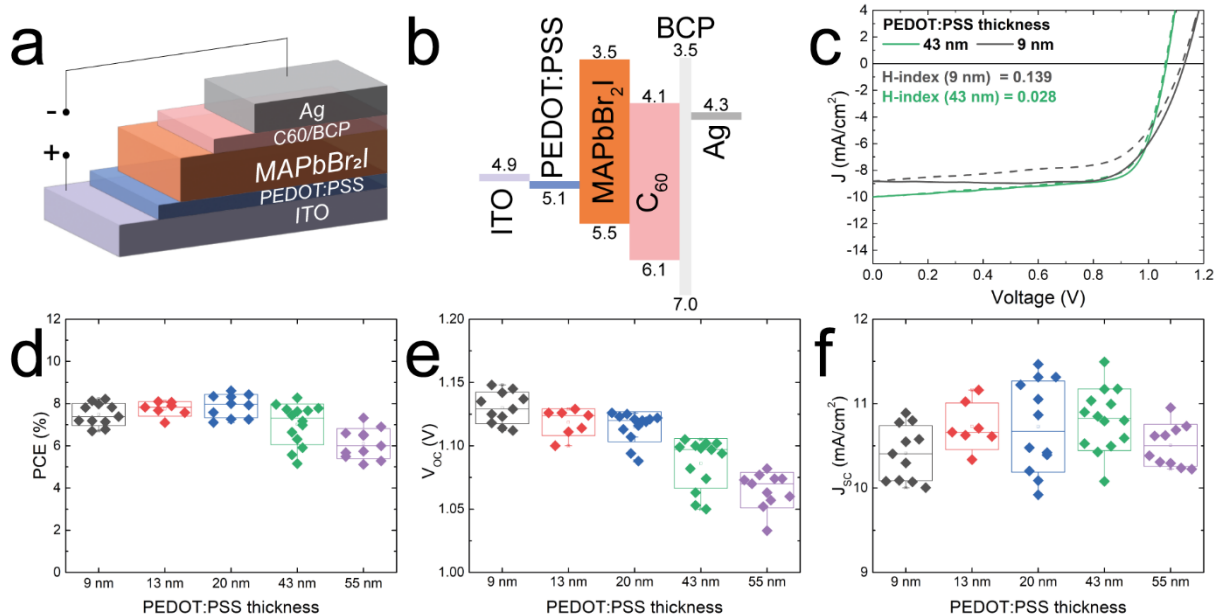 a
-
+
Ag
C60/BCP
MAPbBr₂I
PEDOT:PSS
ITO
b
BCP
3.5
3.5
4.1
4.3
4.9
5.1
5.5
6.1
7.0
ITO
PEDOT:PSS
MAPbBr₂I
C₆₀
Ag
c
PEDOT:PSS thickness
43 nm 9 nm
H-index (9 nm) = 0.139
H-index (43 nm) = 0.028
J (mA/cm²)
4
2
0
-2
-4
-6
-8
-10
-12
-14
0.0 0.2 0.4 0.6 0.8 1.0 1.2
Voltage (V)
d
PCE (%)
12
10
8
6
4
2
0
9 nm 13 nm 20 nm 43 nm 55 nm
PEDOT:PSS thickness
e
V_OC (V)
1.20
1.15
1.10
1.05
1.00
9 nm 13 nm 20 nm 43 nm 55 nm
PEDOT:PSS thickness
f
J_SC (mA/cm²)
12
11
10
9
9 nm 13 nm 20 nm 43 nm 55 nm
PEDOT:PSS thickness